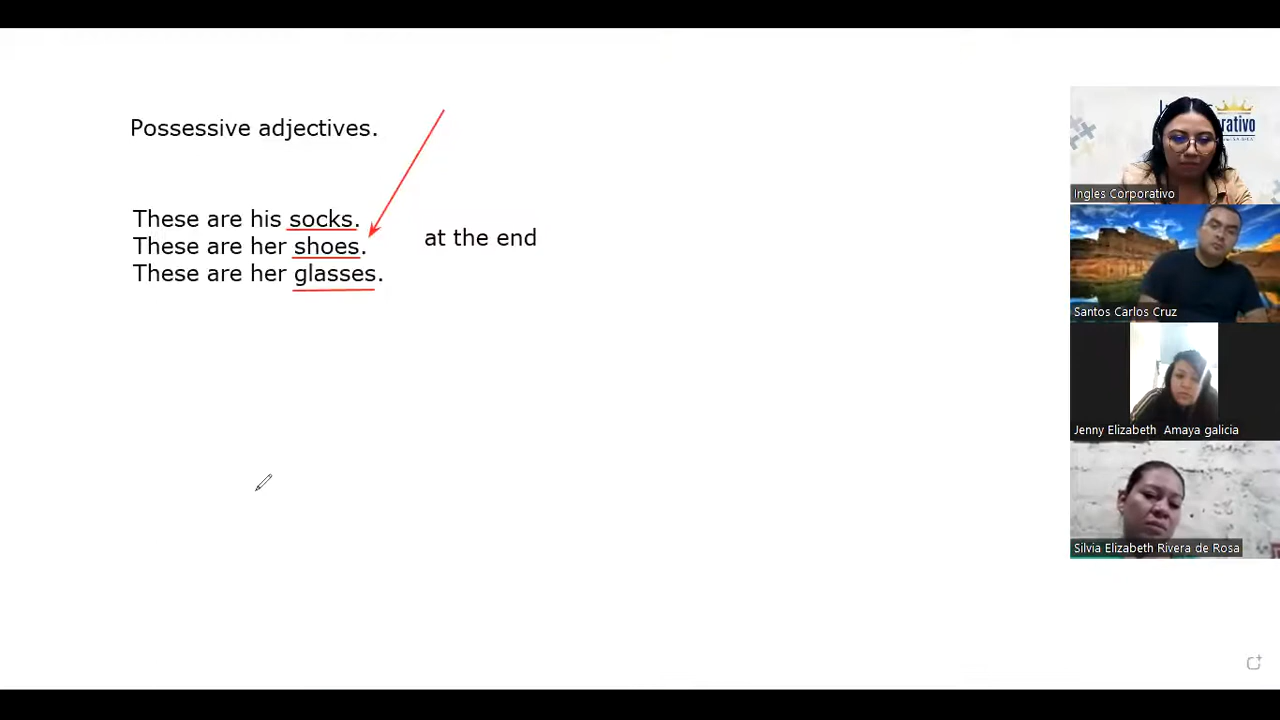 Possessive adjectives.
These are his socks.
These are her shoes.
at the end
These are her glasses.
Ingles Corporativo
Santos Carlos Cruz
Jenny Elizabeth Amaya galicia
Silvia Elizabeth Rivera de Rosa